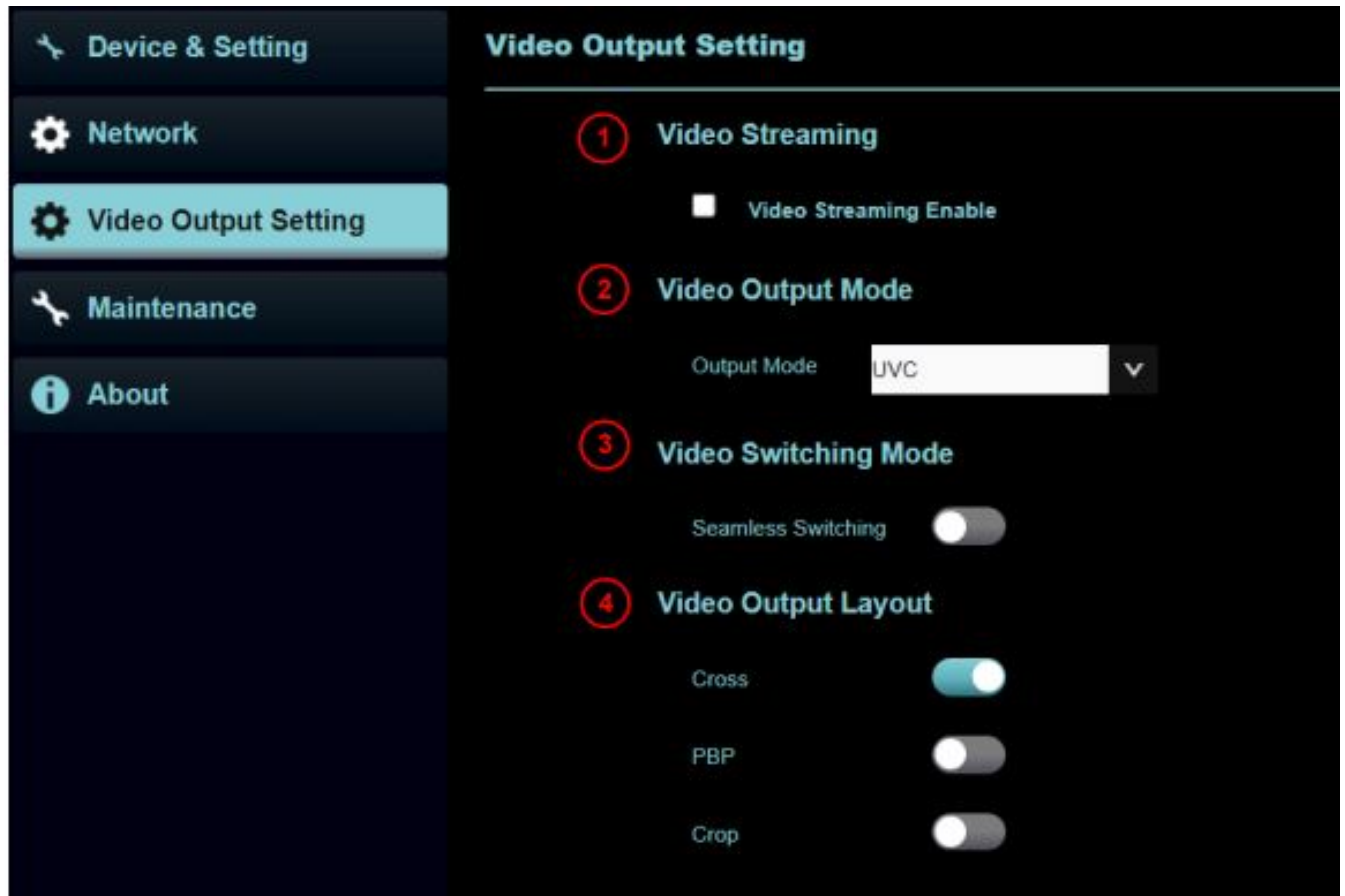 Device & Setting
Network
Video Output Setting
Maintenance
About
Video Output Setting
1 Video Streaming
Video Streaming Enable
2 Video Output Mode
Output Mode UVC
3 Video Switching Mode
Seamless Switching
4 Video Output Layout
Cross
PBP
Crop